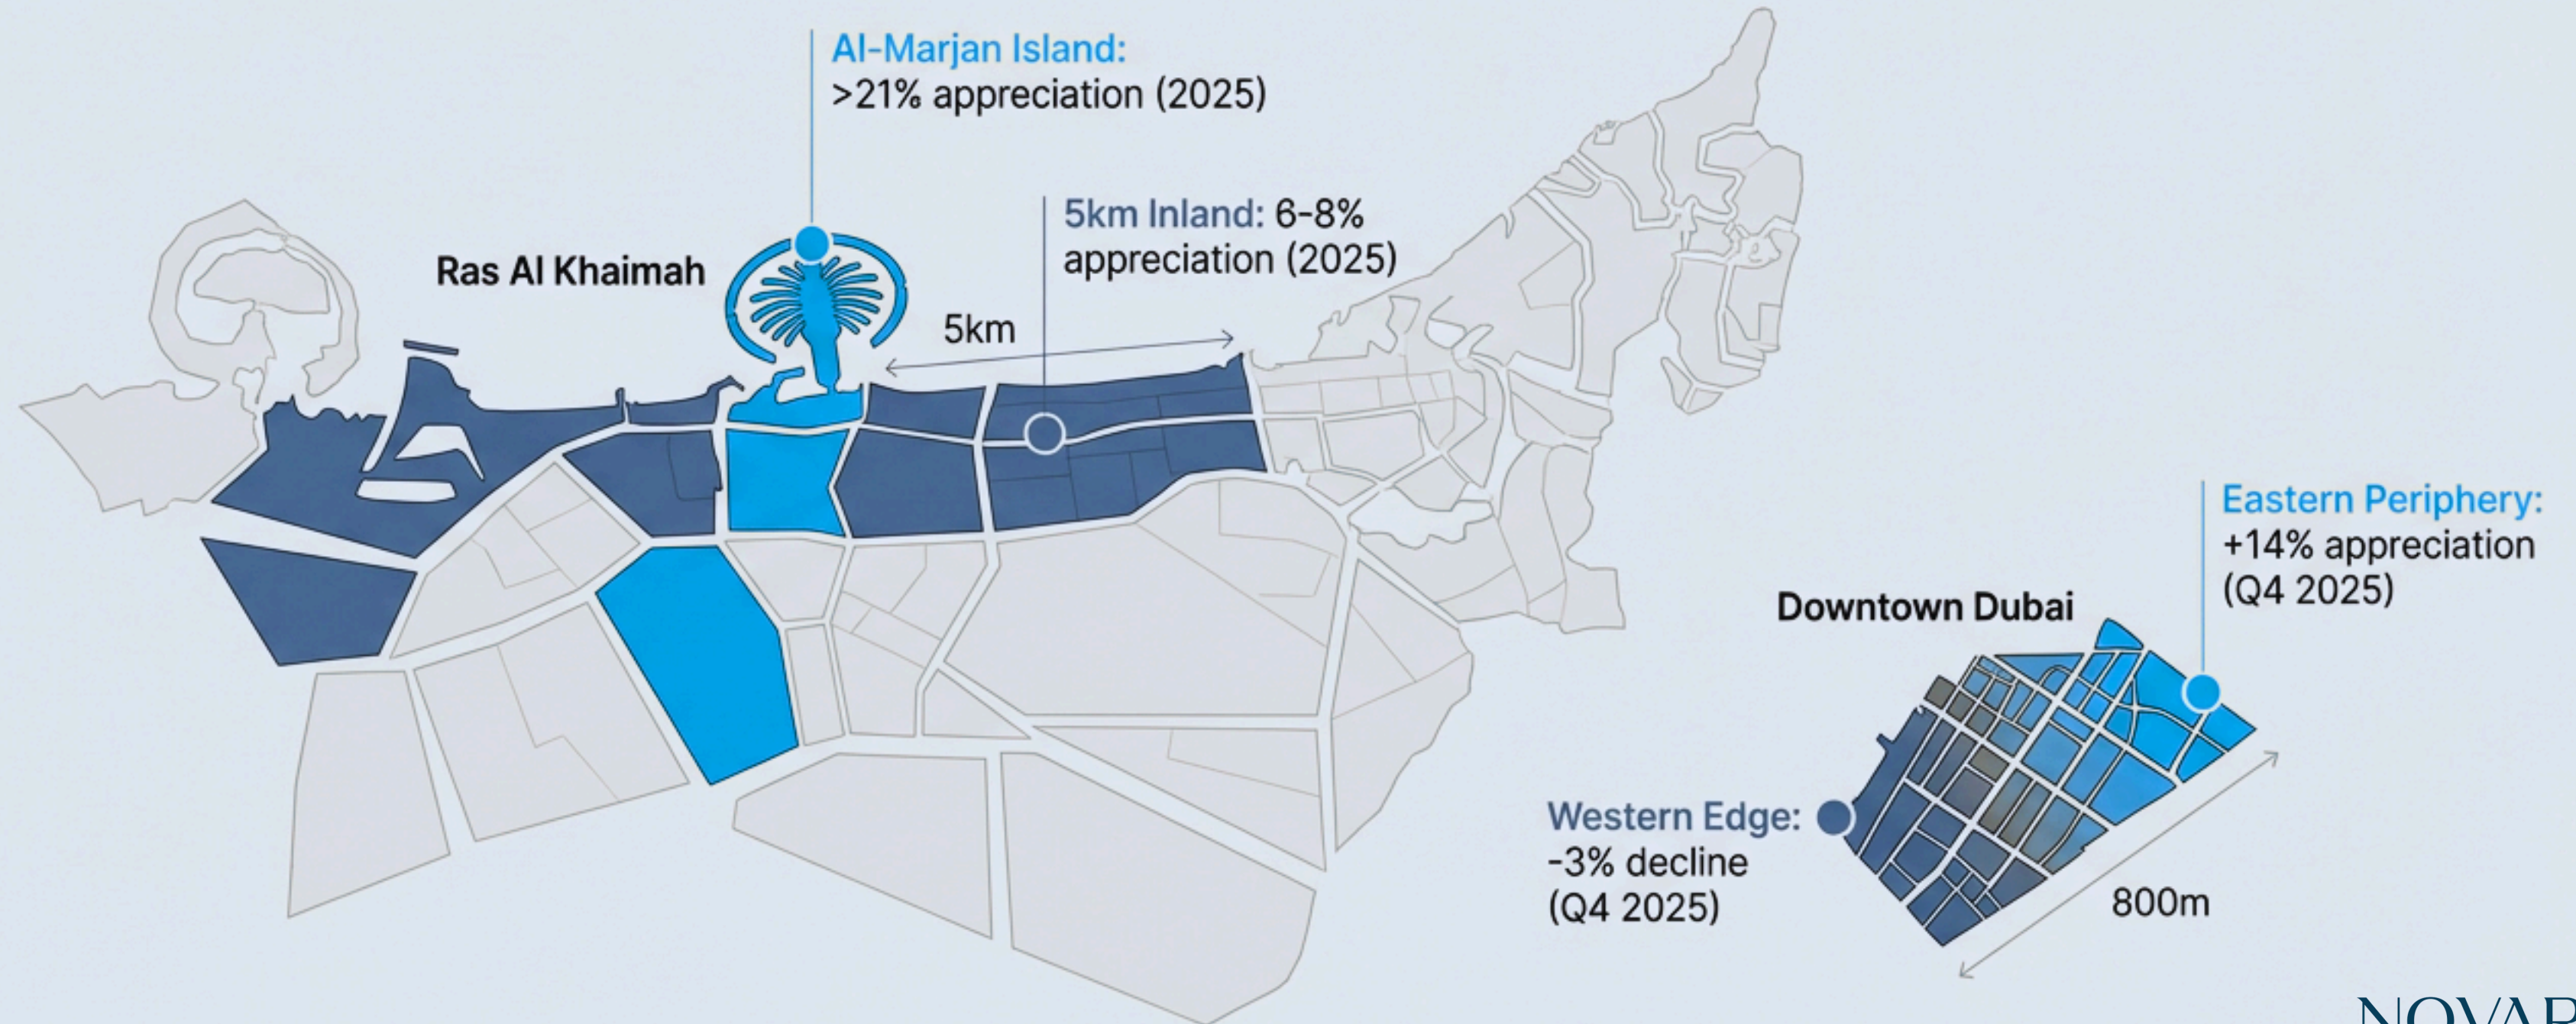 Al-Marjan Island:
>21% appreciation (2025)
5km Inland: 6-8%
appreciation (2025)
Ras Al Khaimah
5km
Eastern Periphery:
+14% appreciation
(Q4 2025)
Downtown Dubai
Western Edge:
-3% decline
(Q4 2025)
800m